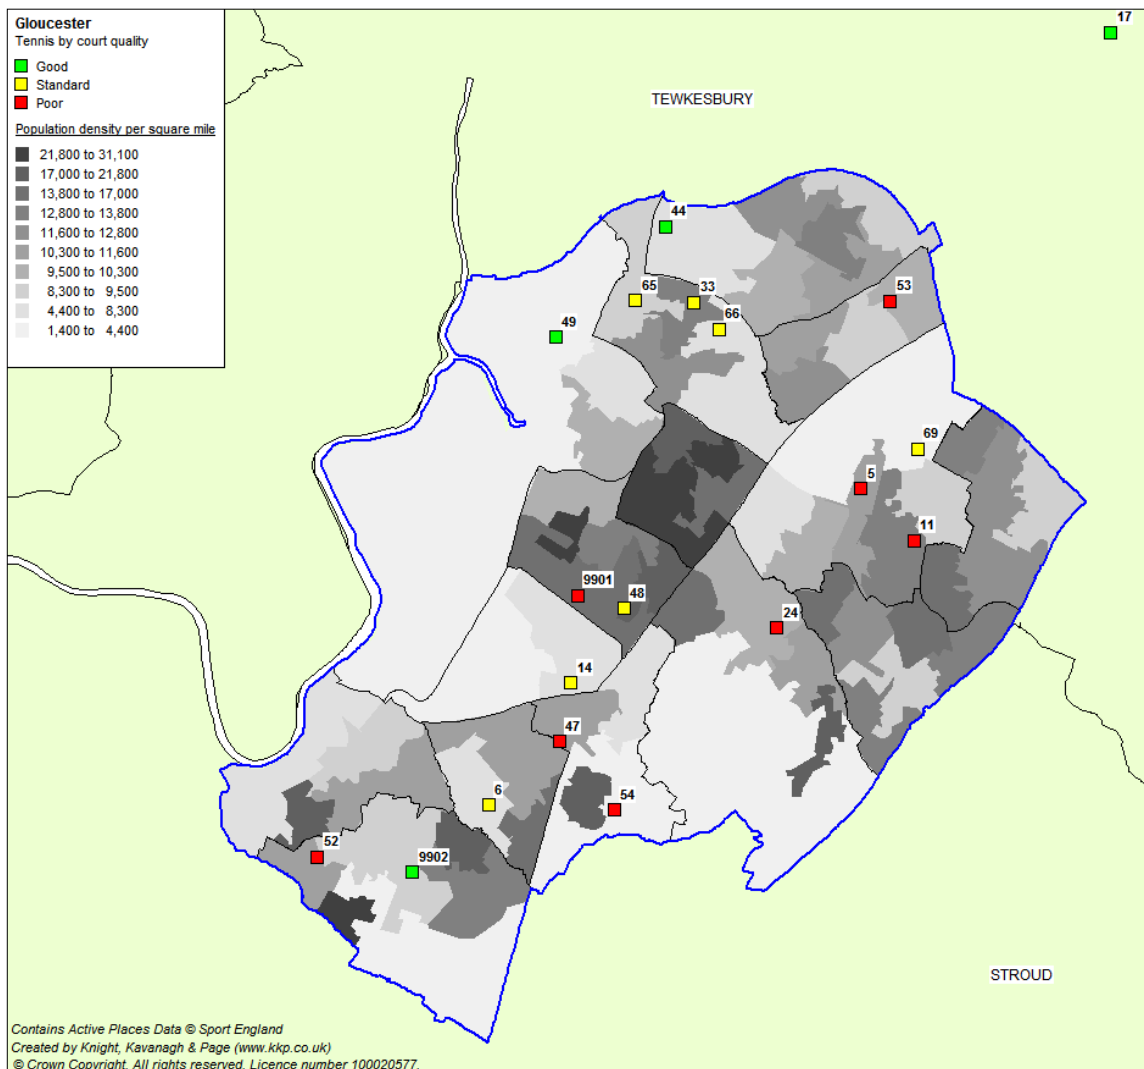 Gloucester
Tennis by court quality
Good
Standard
Poor
Population density per square mile
21,800 to 31,100
17,000 to 21,800
13,800 to 17,000
12,800 to 13,800
11,600 to 12,800
10,300 to 11,600
9,500 to 10,300
8,300 to 9,500
4,400 to 8,300
1,400 to 4,400
17
TEWKESBURY
44
65
33
53
66
49
69
5
11
9901
48
24
14
47
6
54
52
9902
STROUD
Contains Active Places Data © Sport England
Created by Knight, Kavanagh & Page (www.kkp.co.uk)
© Crown Copyright. All rights reserved. Licence number 100020577.